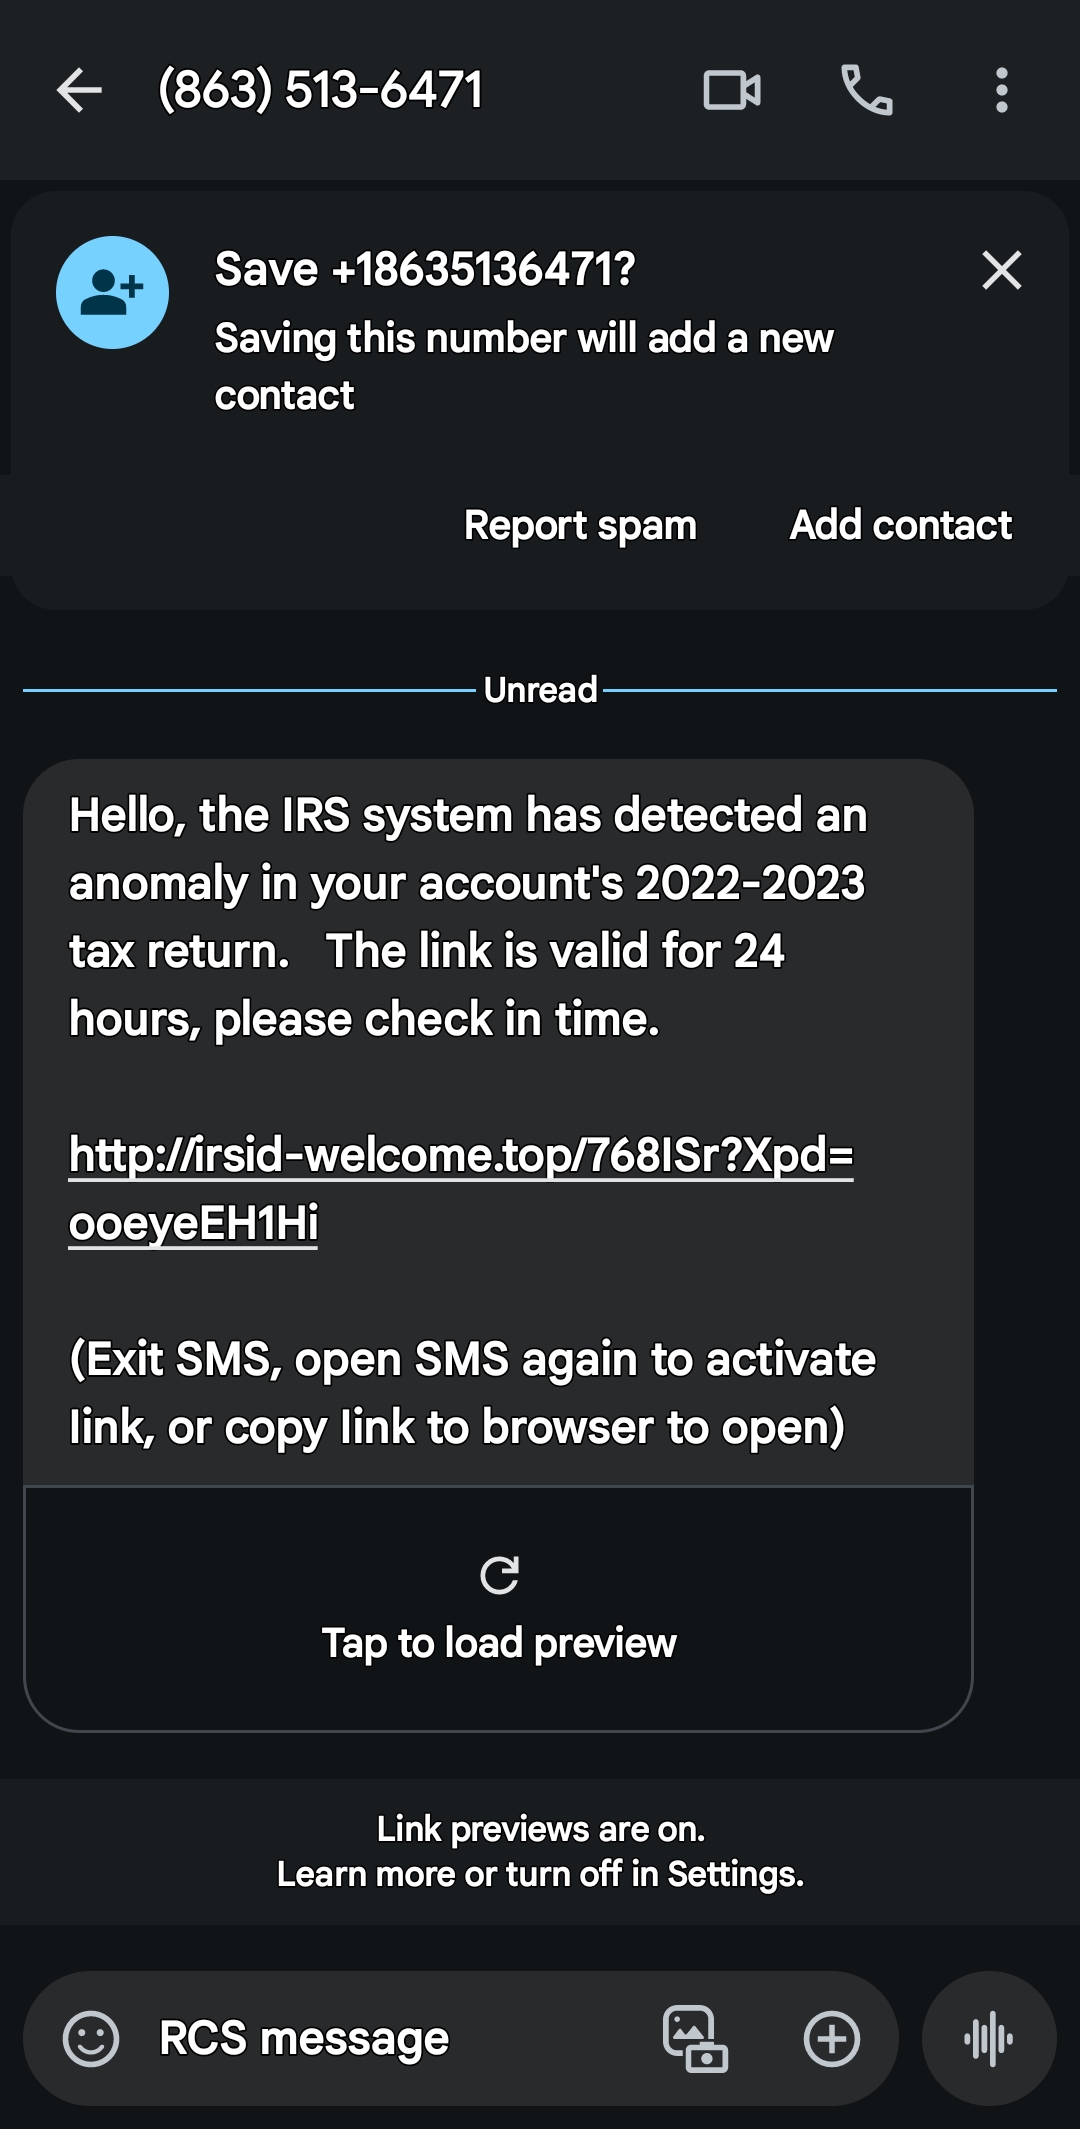 (863) 513-6471
Save +18635136471?
Saving this number will add a new
contact
Report spam Add contact
Unread
Hello, the IRS system has detected an
anomaly in your account's 2022-2023
tax return.   The link is valid for 24
hours, please check in time.
http://irsid-welcome.top/768ISr?Xpd=
ooeyeEH1Hi
(Exit SMS, open SMS again to activate
link, or copy link to browser to open)
Tap to load preview
Link previews are on.
Learn more or turn off in Settings.
RCS message